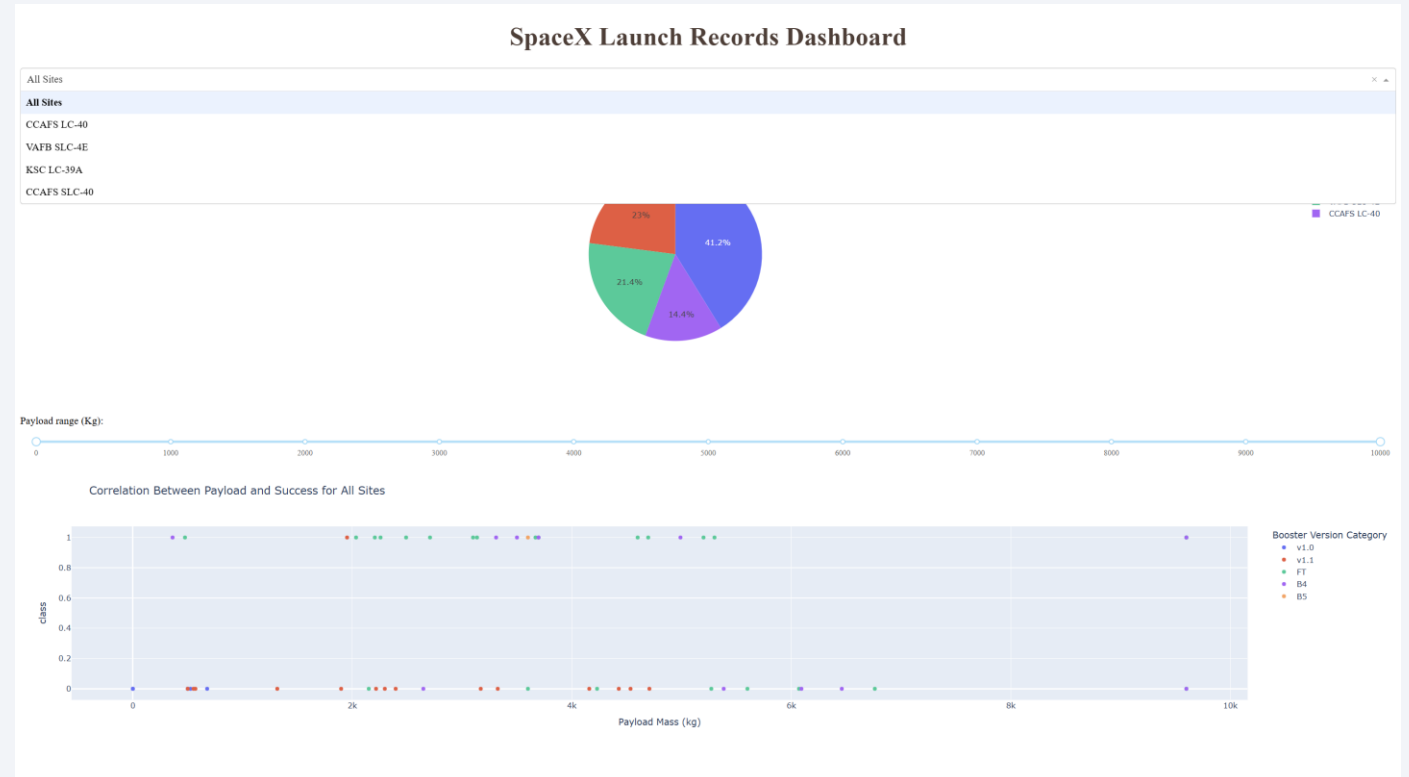 SpaceX Launch Records Dashboard
All Sites × ▲
All Sites
CCAFS LC-40
VAFB SLC-4E
KSC LC-39A
CCAFS SLC-40
23%
41.2%
21.4%
14.4%
CCAFS LC-40
Payload range (Kg):
0 1000 2000 3000 4000 5000 6000 7000 8000 9000 10000
Correlation Between Payload and Success for All Sites
1
0.8
0.6
0.4
0.2
0
class
0 2k 4k 6k 8k 10k
Payload Mass (kg)
Booster Version Category
v1.0
v1.1
FT
B4
B5